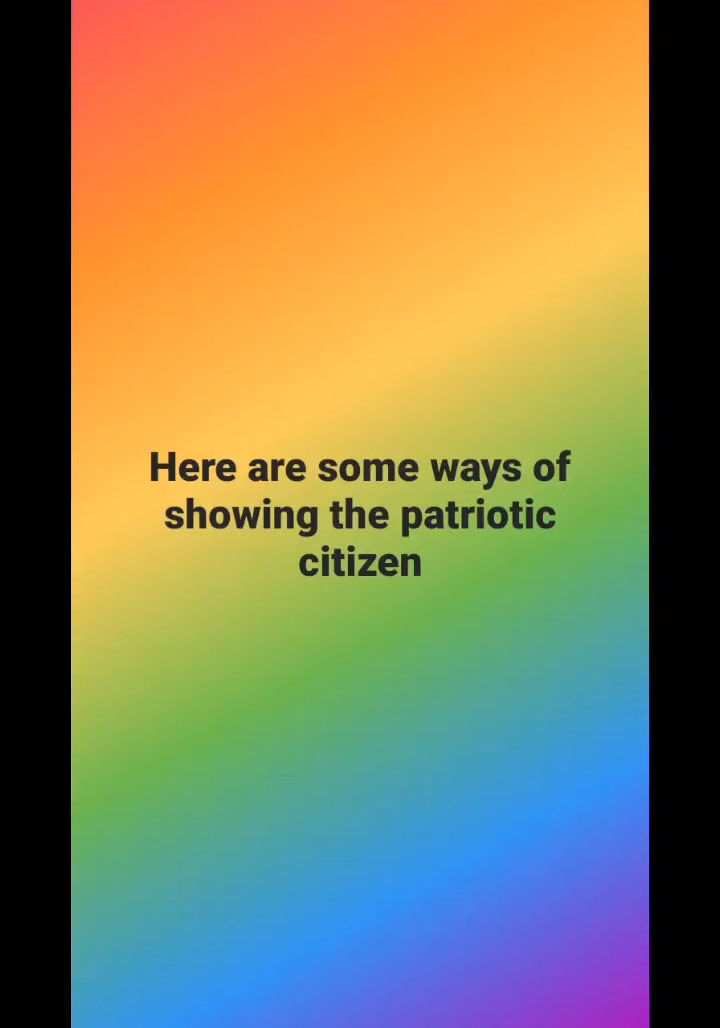 Here are some ways of
showing the patriotic
citizen